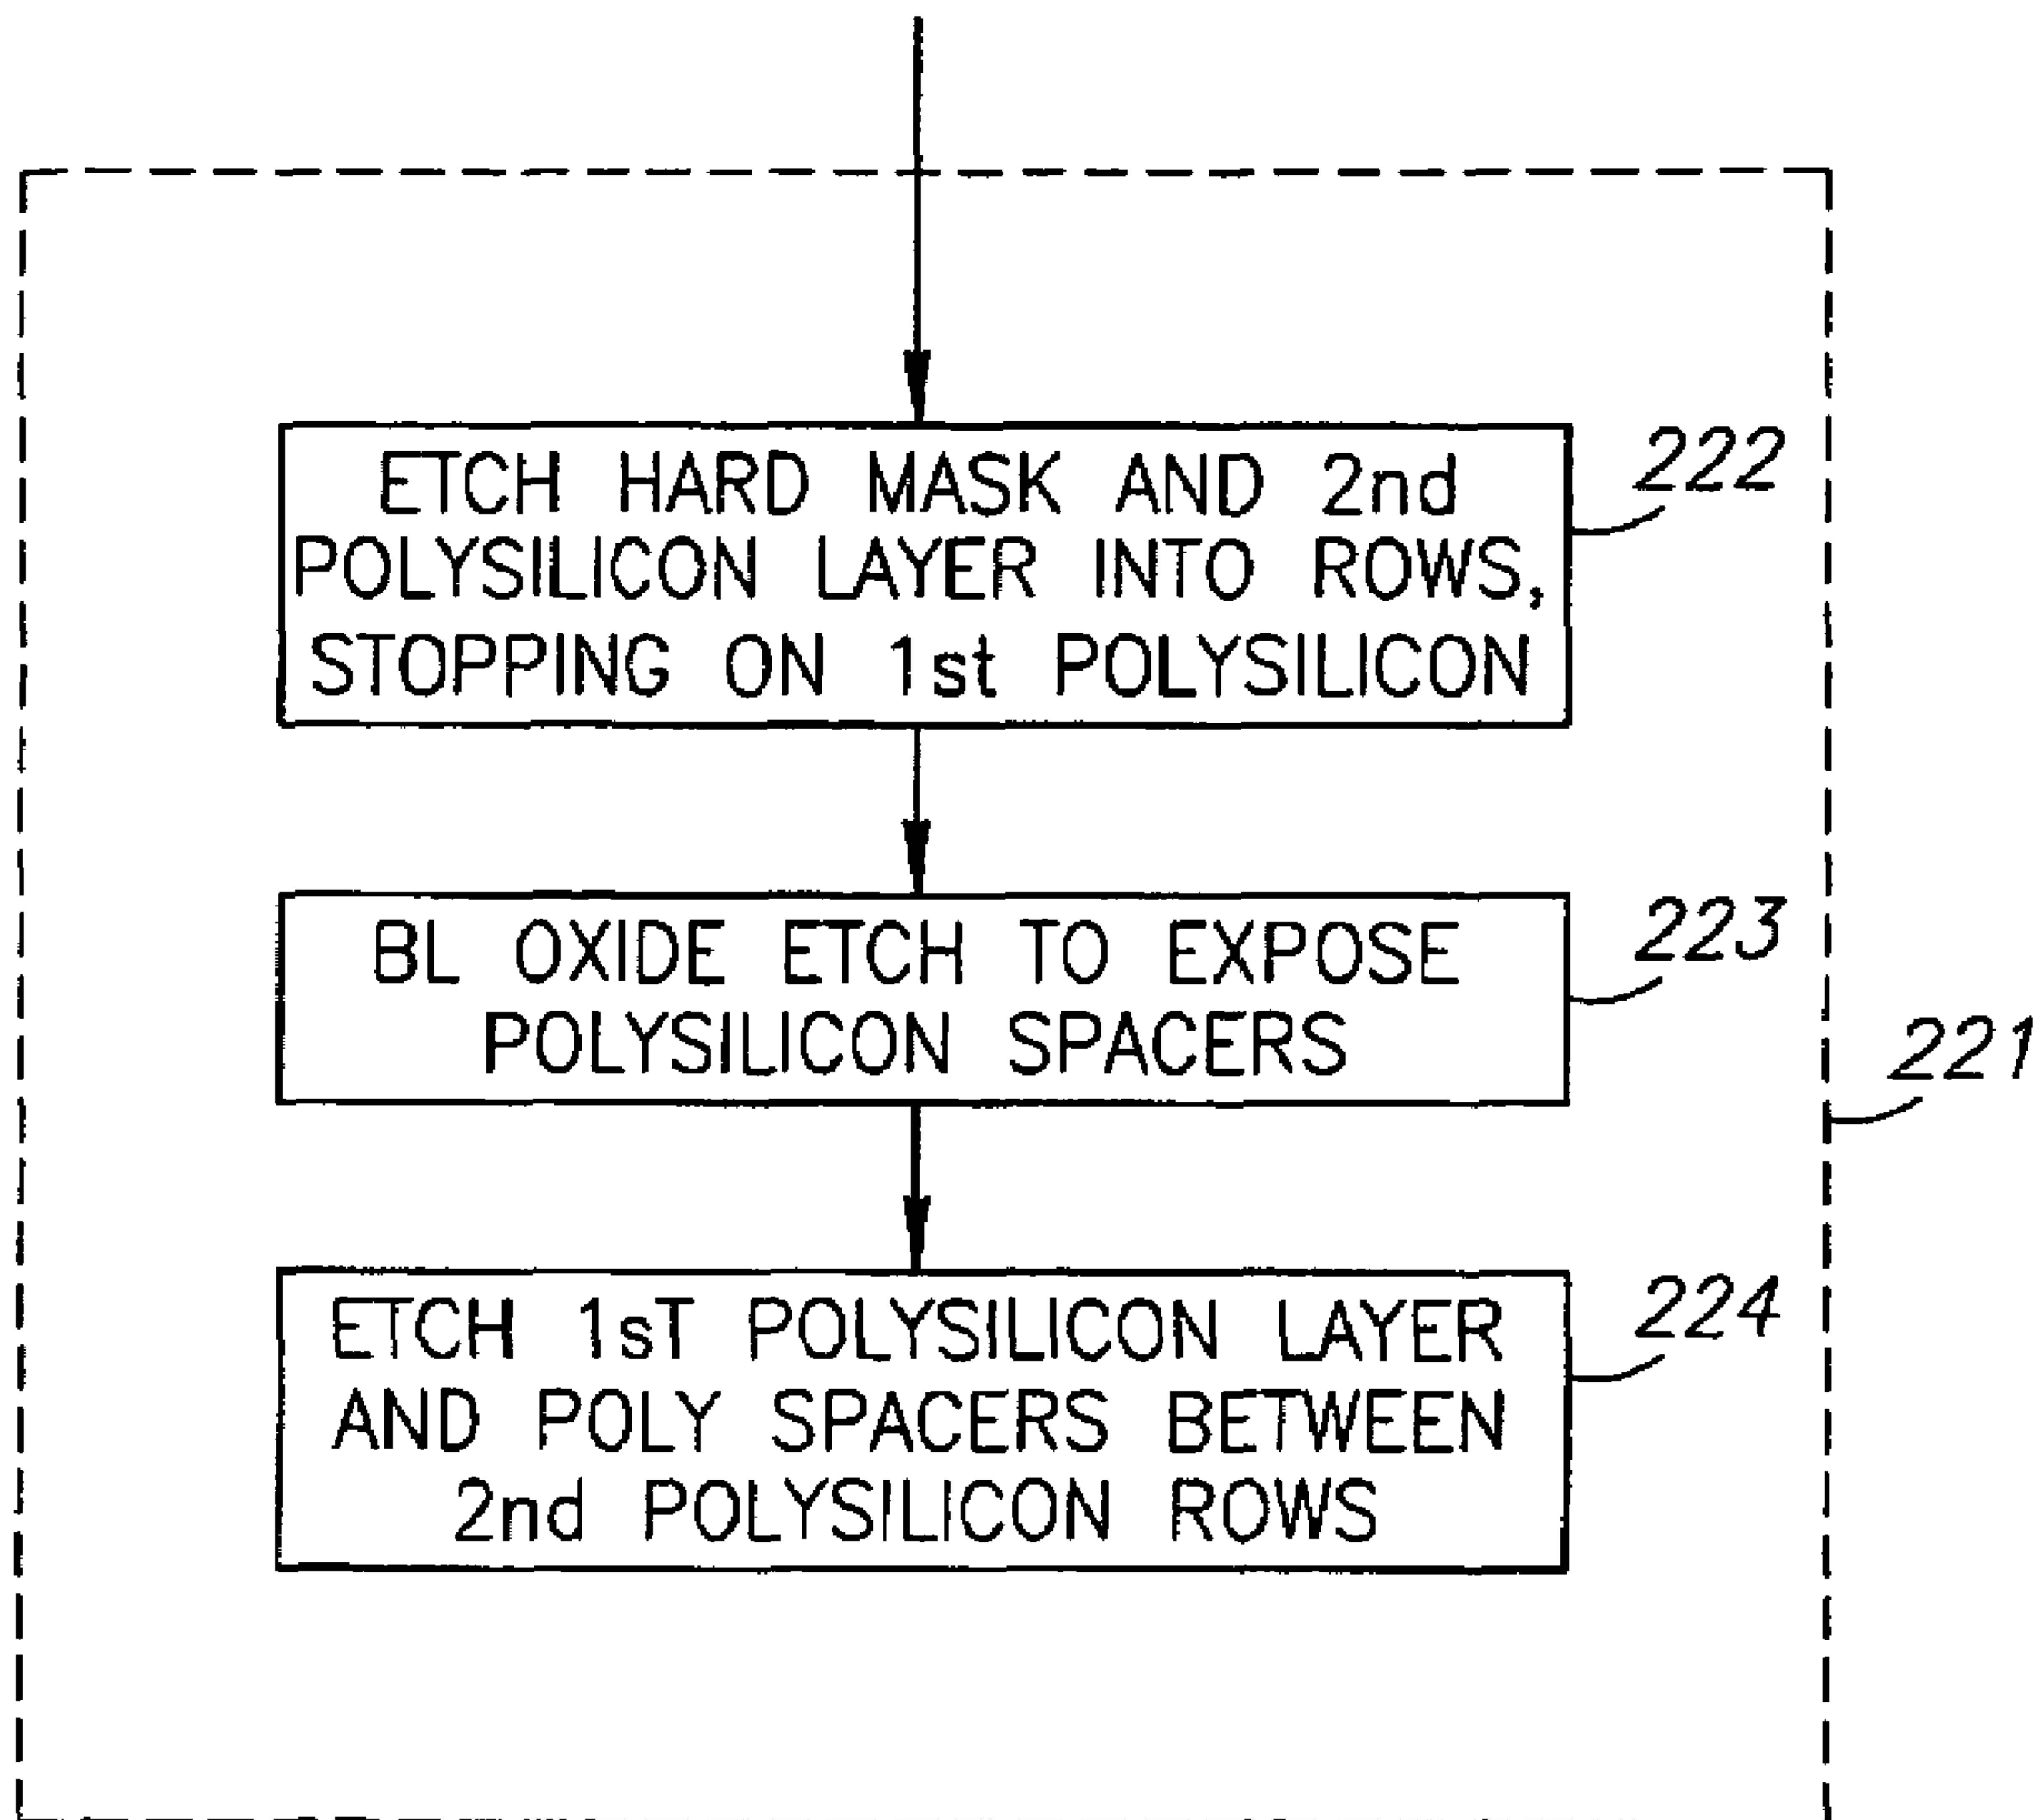 ETCH HARD MASK AND 2nd
POLYSILICON LAYER INTO ROWS,
STOPPING ON 1st POLYSILICON
222
BL OXIDE ETCH TO EXPOSE
POLYSILICON SPACERS
223
221
ETCH 1sT POLYSILICON LAYER
AND POLY SPACERS BETWEEN
2nd POLYSILICON ROWS
224